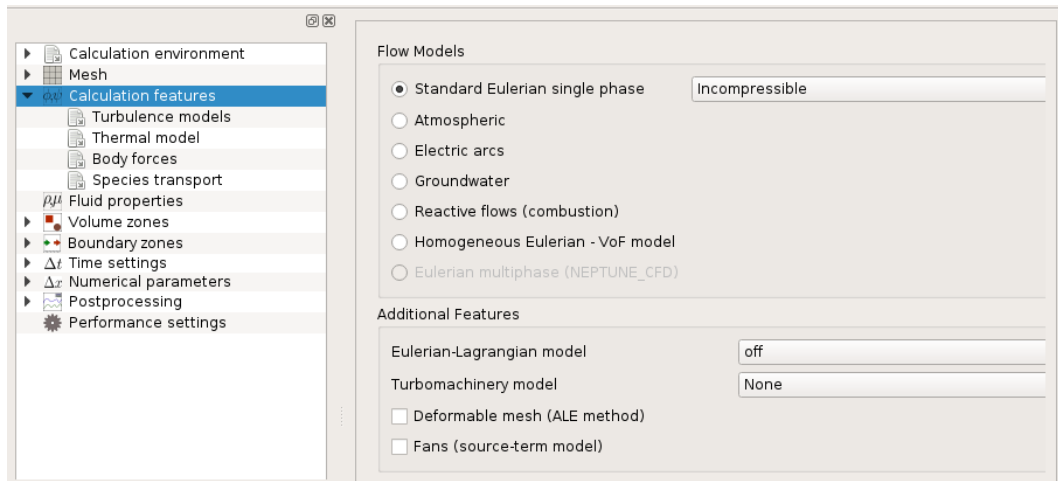 Calculation environment
Mesh
Calculation features
Turbulence models
Thermal model
Body forces
Species transport
ρμ Fluid properties
Volume zones
Boundary zones
Δt Time settings
Δx Numerical parameters
Postprocessing
Performance settings
Flow Models
Standard Eulerian single phase Incompressible
Atmospheric
Electric arcs
Groundwater
Reactive flows (combustion)
Homogeneous Eulerian - VoF model
Eulerian multiphase (NEPTUNE_CFD)
Additional Features
Eulerian-Lagrangian model off
Turbomachinery model None
Deformable mesh (ALE method)
Fans (source-term model)